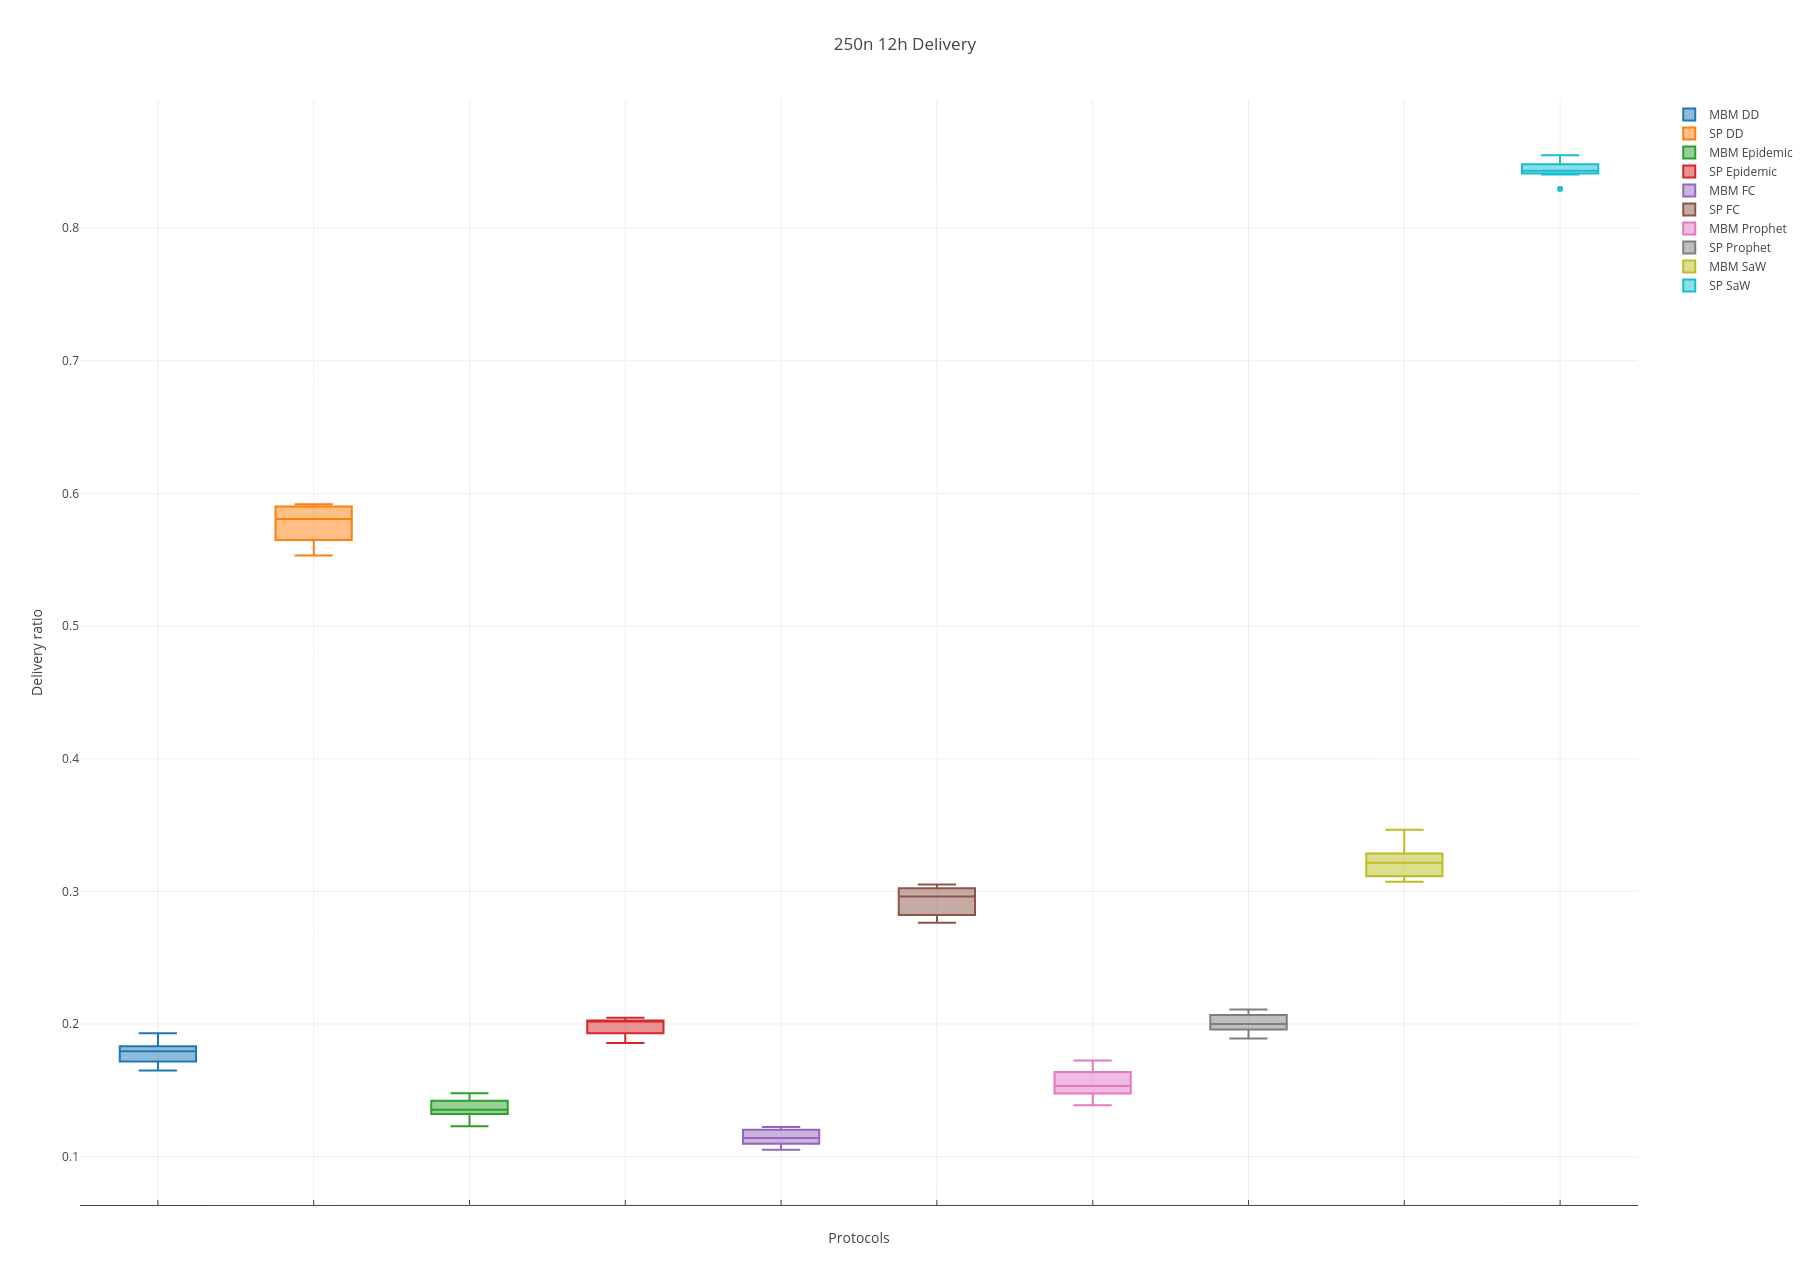 250n 12h Delivery
MBM DD
SP DD
MBM Epidemic
SP Epidemic
MBM FC
SP FC
MBM Prophet
SP Prophet
MBM SaW
SP SaW
0.8
0.7
0.6
0.5
0.4
0.3
0.2
0.1
Delivery ratio
Protocols